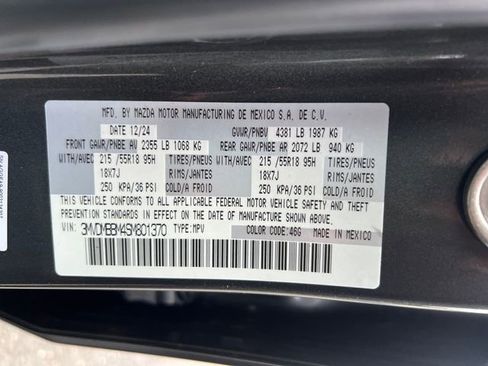 MFD. BY MAZDA MOTOR MANUFACTURING DE MEXICO S.A. DE C.V.
DATE 12/24 GVWR/PNBV 4381 LB 1987 KG
FRONT GAWR/PNBE AV 2355 LB 1068 KG REAR GAWR/PNBE AR 2072 LB 940 KG
WITH/AVEC 215 /55R18 95H TIRES/PNEUS WITH/AVEC 215 /55R18 95H TIRES/PNEUS
18X7J RIMS/JANTES 18X7J RIMS/JANTES
250 KPA/36 PSI COLD/A FROID 250 KPA/36 PSI COLD/A FROID
THIS VEHICLE CONFORMS TO ALL APPLICABLE FEDERAL MOTOR VEHICLE SAFETY AND THEFT
PREVENTION STANDARDS IN EFFECT ON THE DATE OF MANUFACTURE SHOWN ABOVE.
VIN: 3MVDMBBM4SM801370 TYPE: MPV COLOR CODE: 46G MADE IN MEXICO